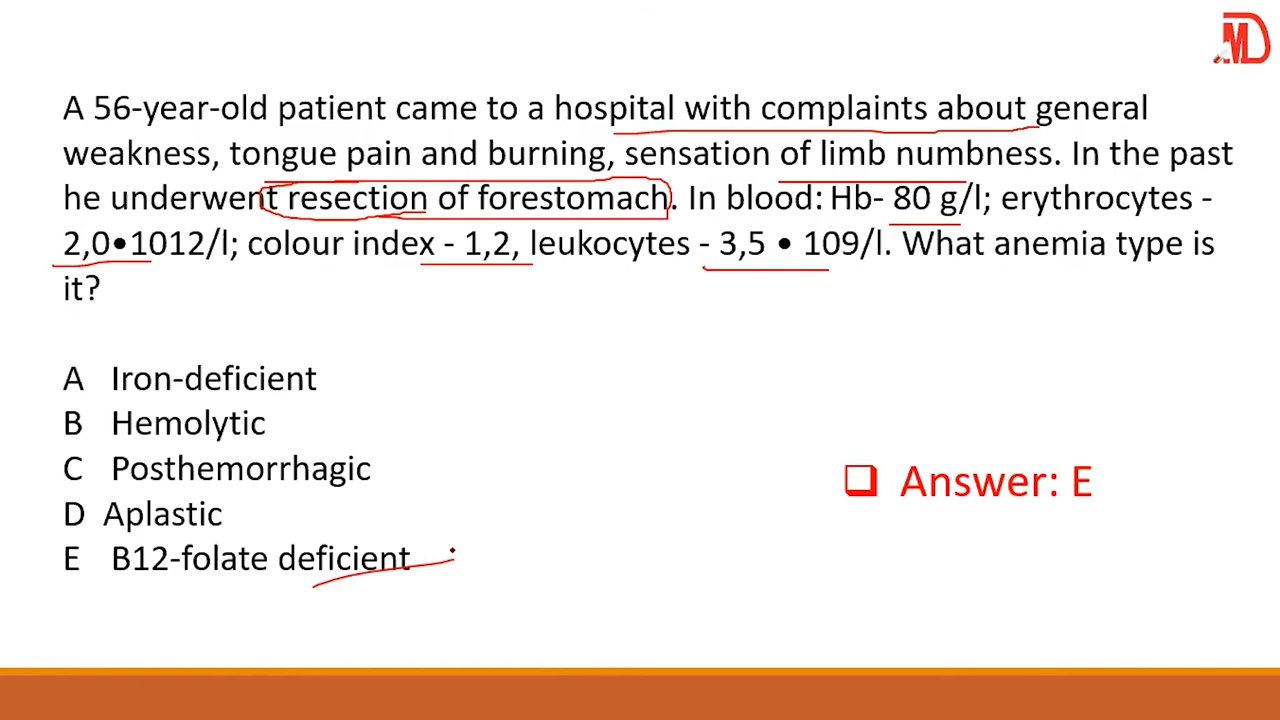 MD
A 56-year-old patient came to a hospital with complaints about general
weakness, tongue pain and burning, sensation of limb numbness. In the past
he underwent resection of forestomach. In blood: Hb- 80 g/l; erythrocytes -
2,0•1012/l; colour index - 1,2, leukocytes - 3,5 • 109/l. What anemia type is
it?
A Iron-deficient
B Hemolytic
C Posthemorrhagic
D Aplastic
E B12-folate deficient
❑ Answer: E